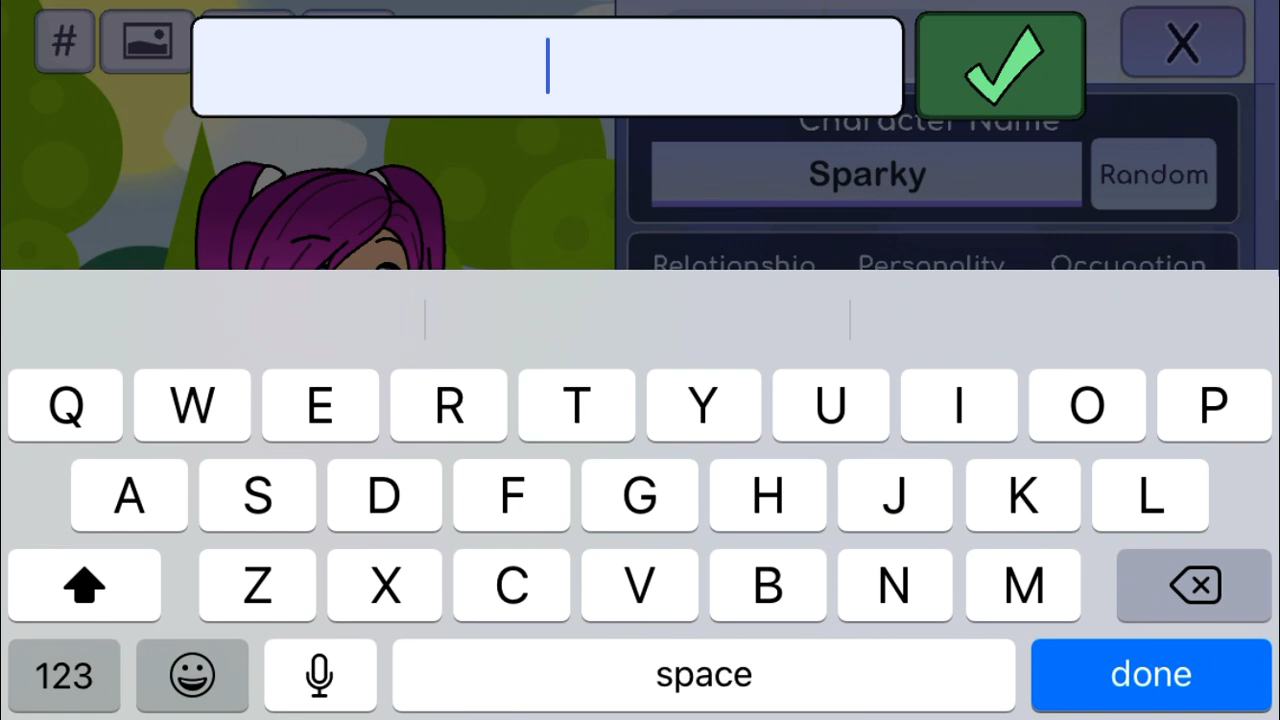 #
X
Character Name
Sparky
Random
Relationship Personality Occupation
Q W E R T Y U I O P
A S D F G H J K L
Z X C V B N M
123 space done